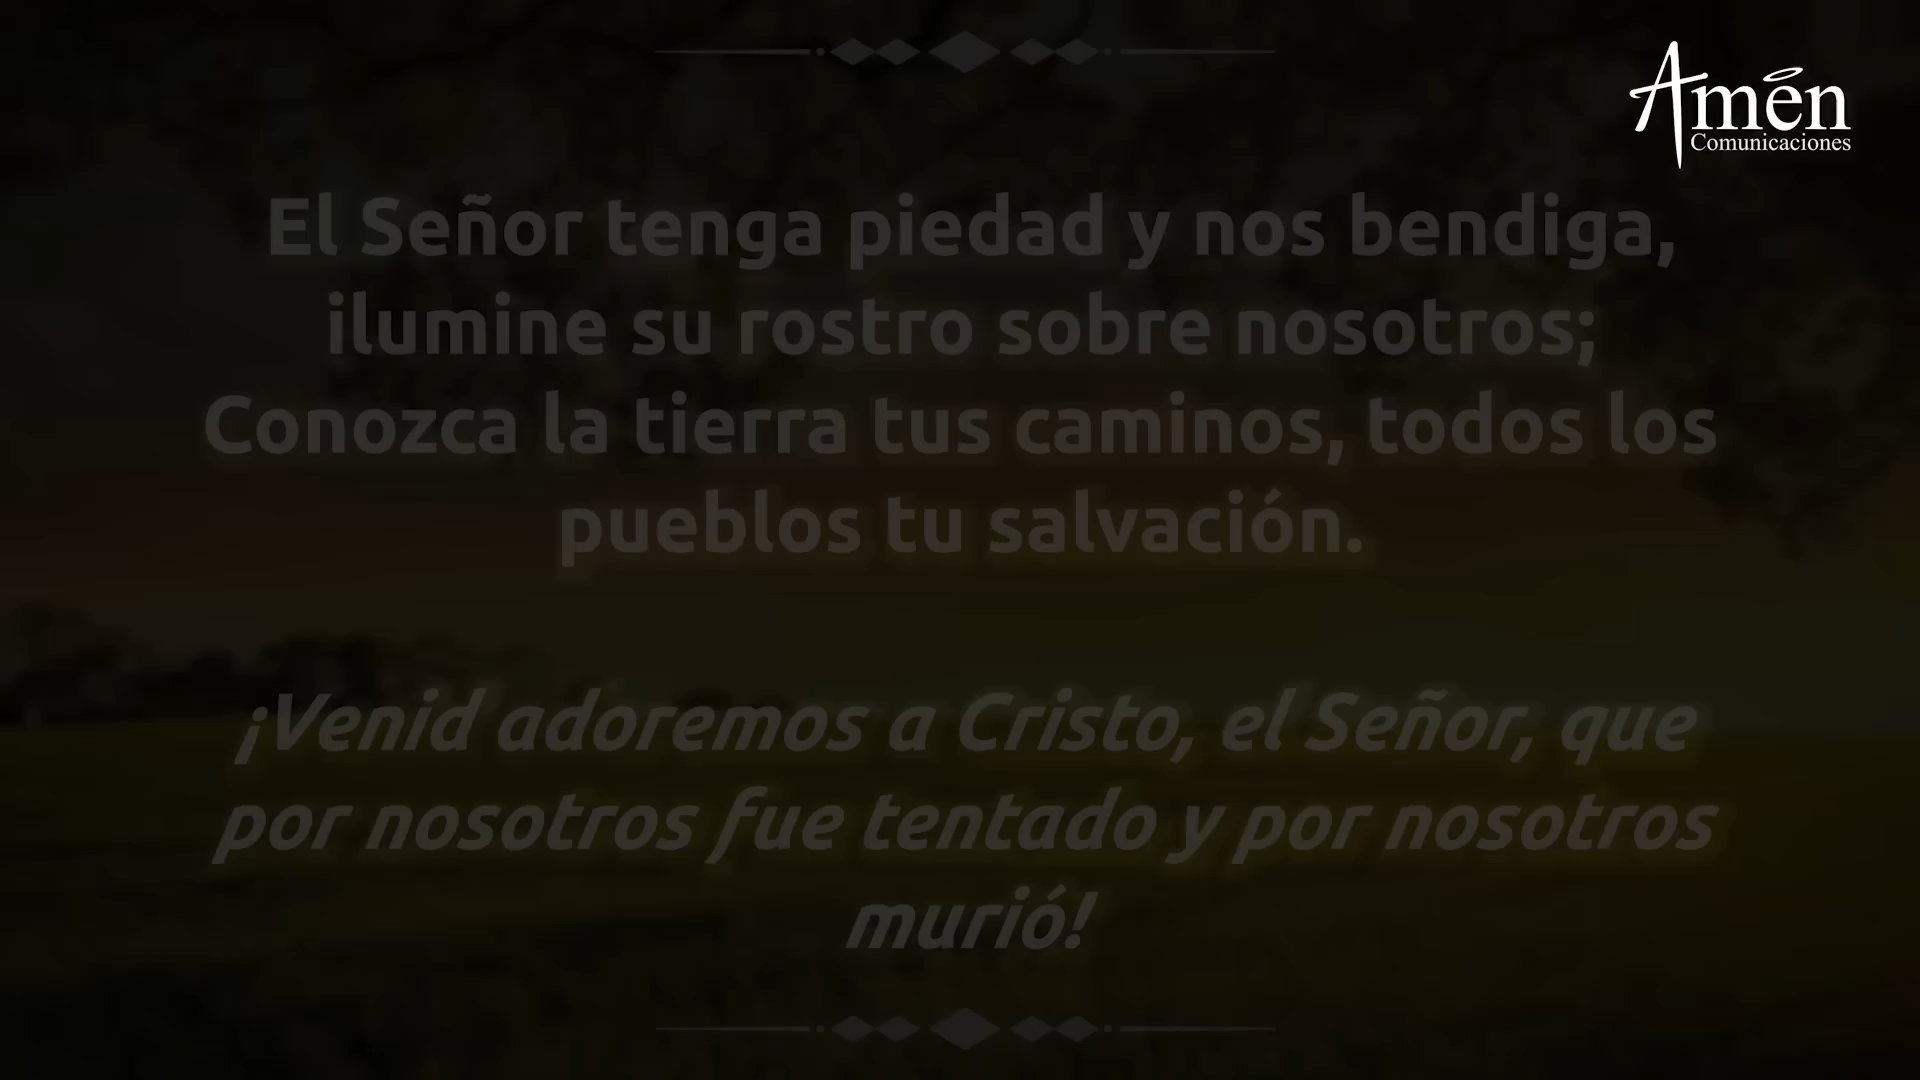 Amén
Comunicaciones
El Señor tenga piedad y nos bendiga,
ilumine su rostro sobre nosotros;
Conozca la tierra tus caminos, todos los
pueblos tu salvación.
¡Venid adoremos a Cristo, el Señor, que
por nosotros fue tentado y por nosotros
murió!